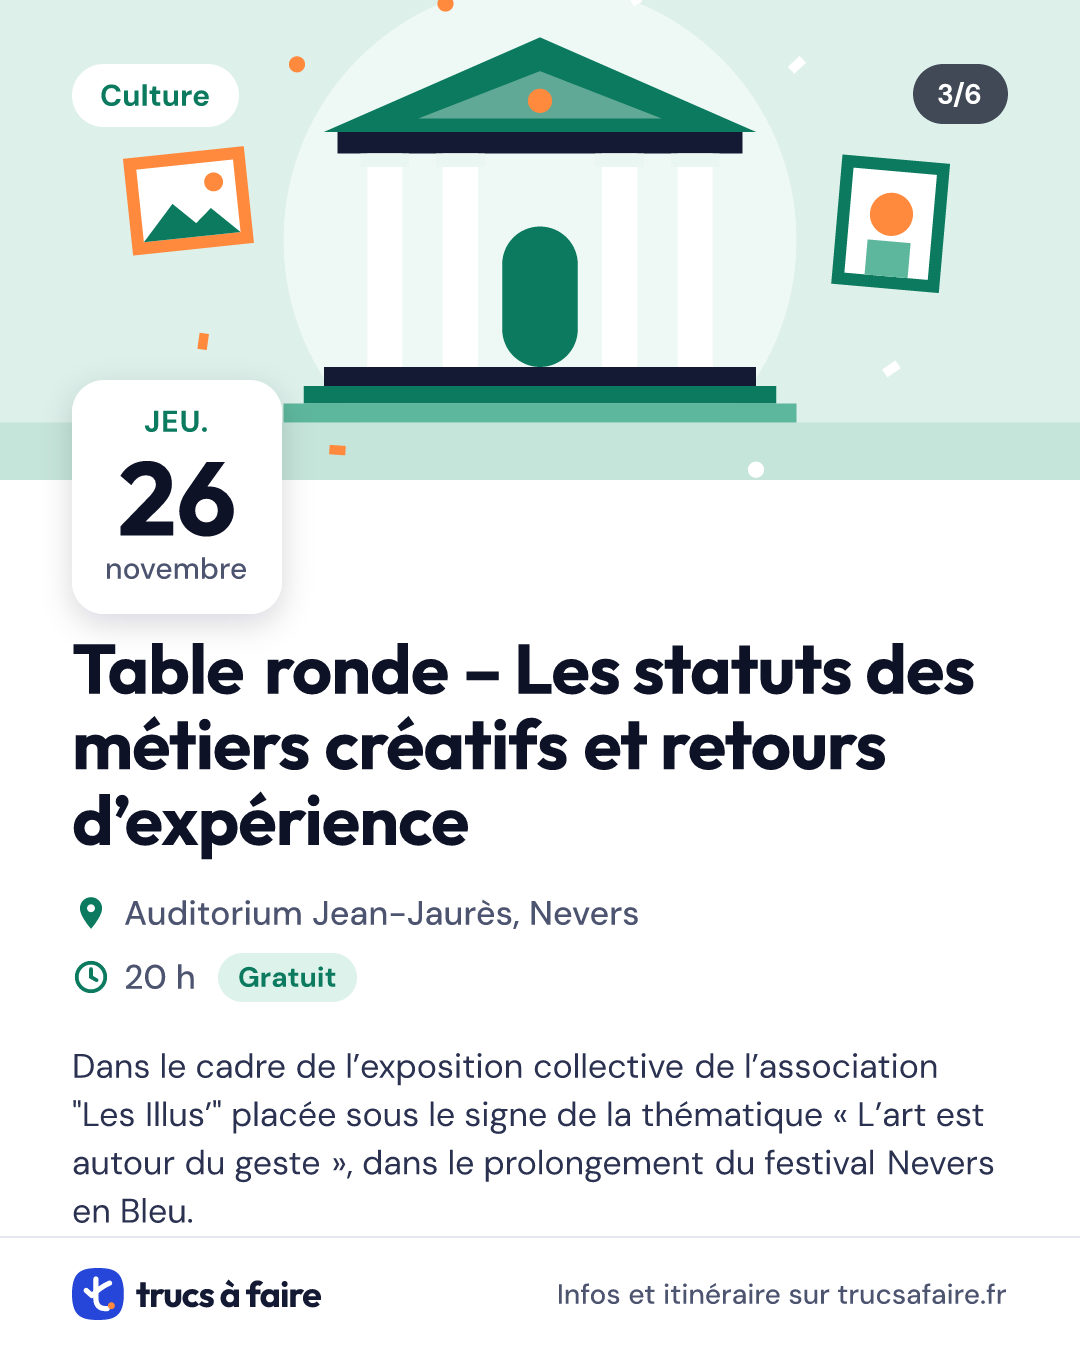 Culture
3/6
JEU.
26
novembre
Table ronde – Les statuts des
métiers créatifs et retours
d’expérience
Auditorium Jean-Jaurès, Nevers
20 h
Gratuit
Dans le cadre de l’exposition collective de l’association
"Les Illus’" placée sous le signe de la thématique « L’art est
autour du geste », dans le prolongement du festival Nevers
en Bleu.
trucs à faire
Infos et itinéraire sur trucsafaire.fr